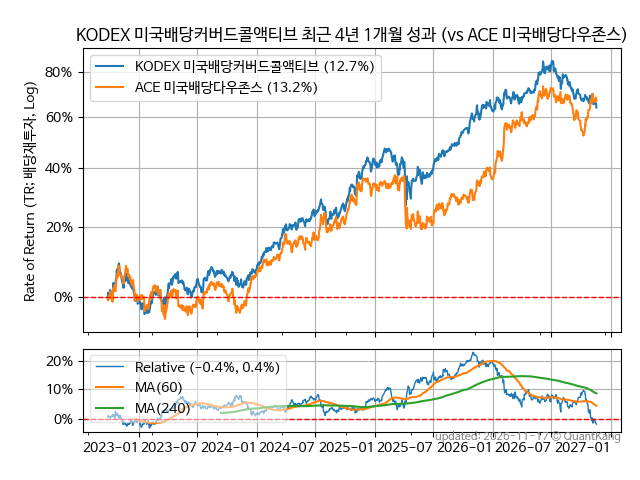 KODEX 미국배당커버드콜액티브 최근 4년 1개월 성과 (vs ACE 미국배당다우존스)
Rate of Return (TR: 배당재투자, Log)
80%
60%
40%
20%
0%
KODEX 미국배당커버드콜액티브 (12.7%)
ACE 미국배당다우존스 (13.2%)
20%
10%
0%
Relative (−0.4%, 0.4%)
MA(60)
MA(240)
2023−01 2023−07 2024−01 2024−07 2025−01 2025−07 2026−01 2026−07 2027−01
updated: 2026−11−17 © QuantKang